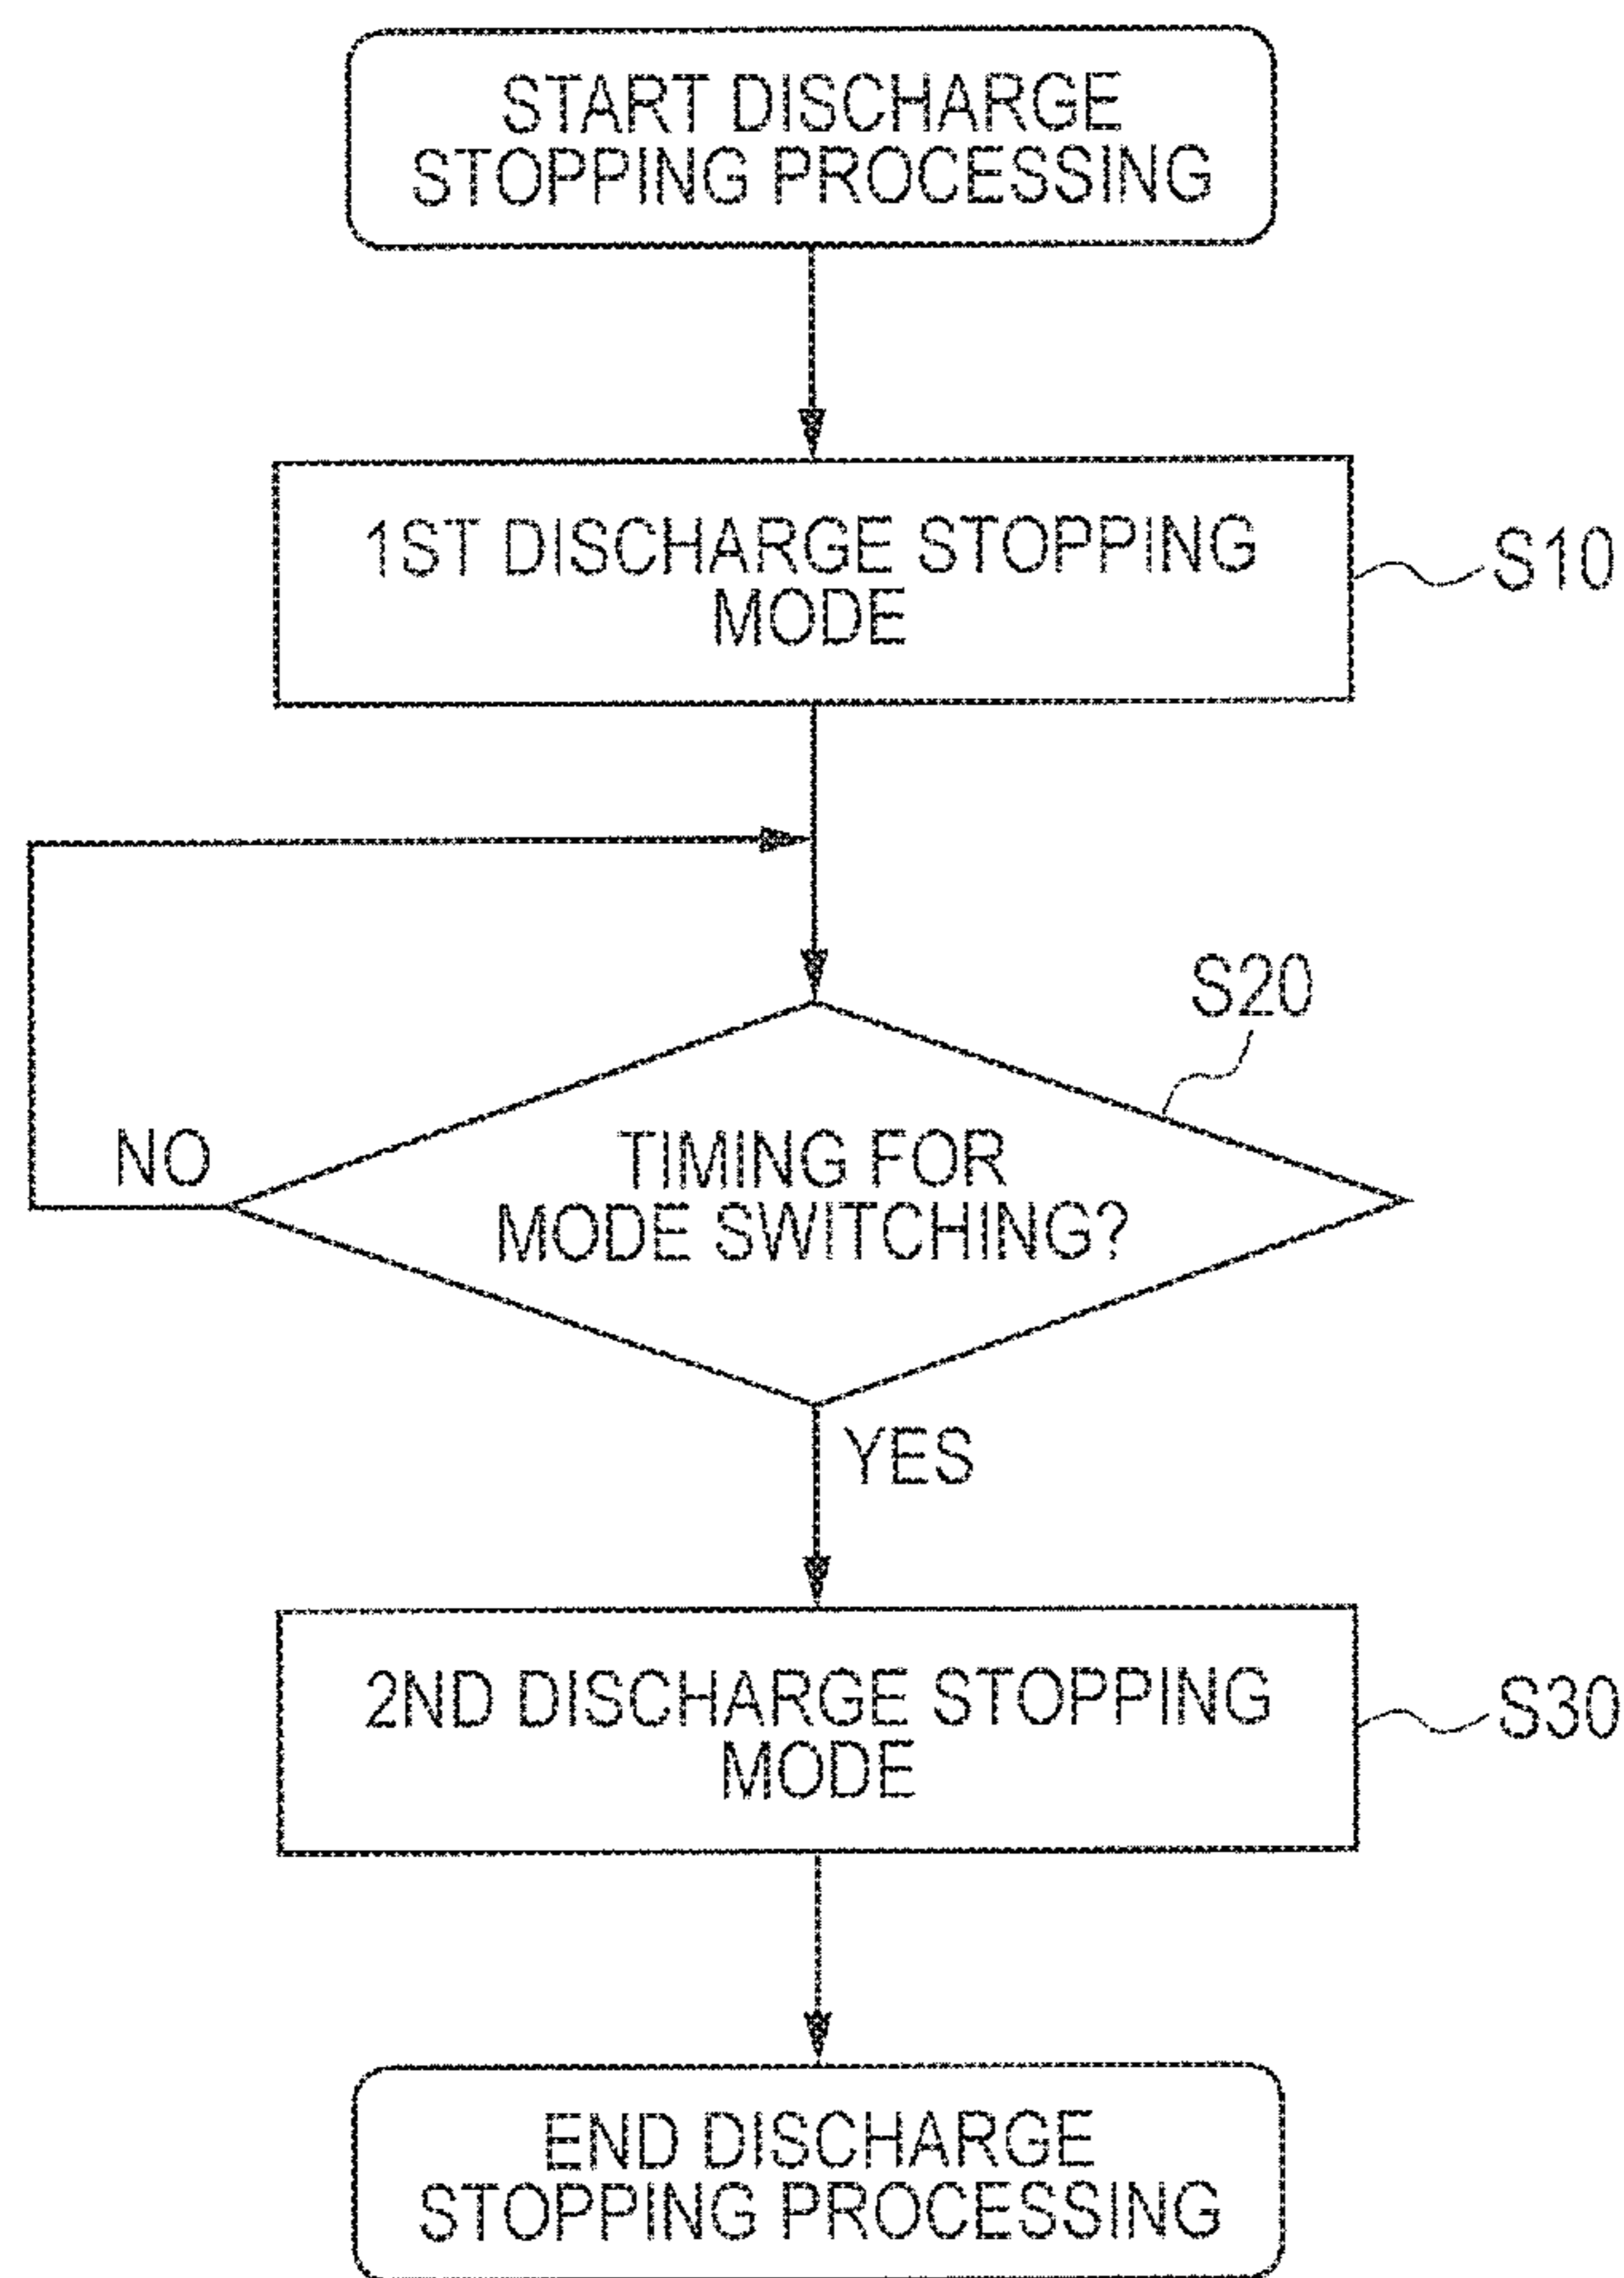 START DISCHARGE
STOPPING PROCESSING
1ST DISCHARGE STOPPING
MODE
S10
S20
NO
TIMING FOR
MODE SWITCHING?
YES
2ND DISCHARGE STOPPING
MODE
S30
END DISCHARGE
STOPPING PROCESSING